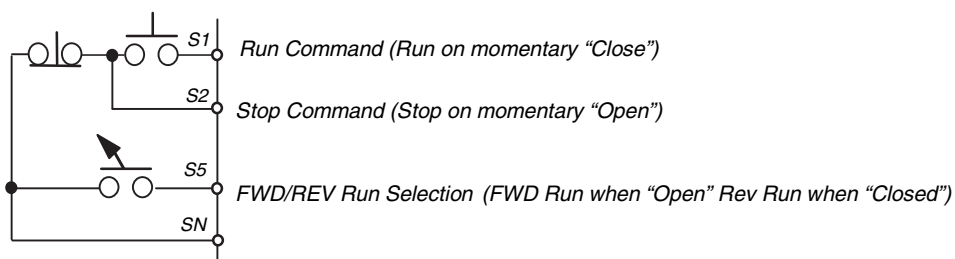 S1 Run Command (Run on momentary “Close”)
S2 Stop Command (Stop on momentary “Open”)
S5 FWD/REV Run Selection (FWD Run when “Open” Rev Run when “Closed”)
SN